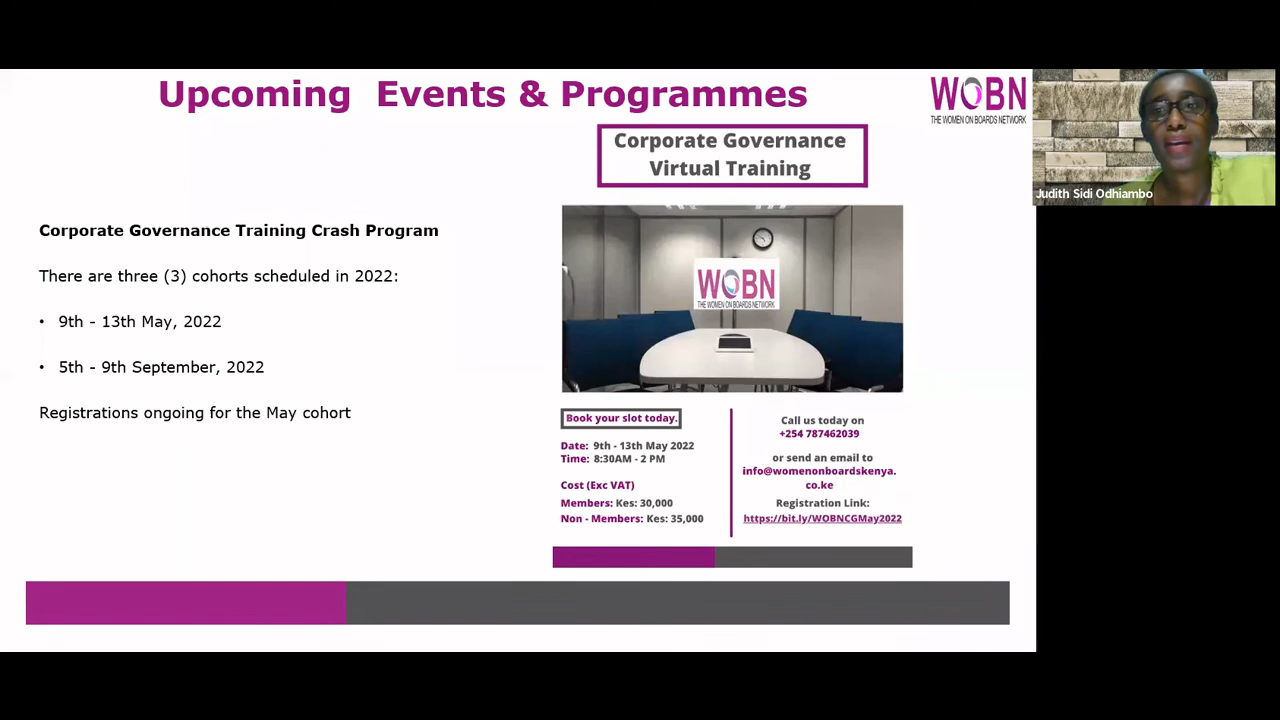 Upcoming Events & Programmes
WOBN
THE WOMEN ON BOARDS NETWORK
Judith Sidi Odhiambo
Corporate Governance
Virtual Training
Corporate Governance Training Crash Program
There are three (3) cohorts scheduled in 2022:
• 9th - 13th May, 2022
• 5th - 9th September, 2022
Registrations ongoing for the May cohort
WOBN
THE WOMEN ON BOARDS NETWORK
Book your slot today.
Date: 9th - 13th May 2022
Time: 8:30AM - 2 PM
Cost (Exc VAT)
Members: Kes: 30,000
Non - Members: Kes: 35,000
Call us today on
+254 787462039
or send an email to
info@womenonboardskenya.
co.ke
Registration Link:
https://bit.ly/WOBNCGMay2022